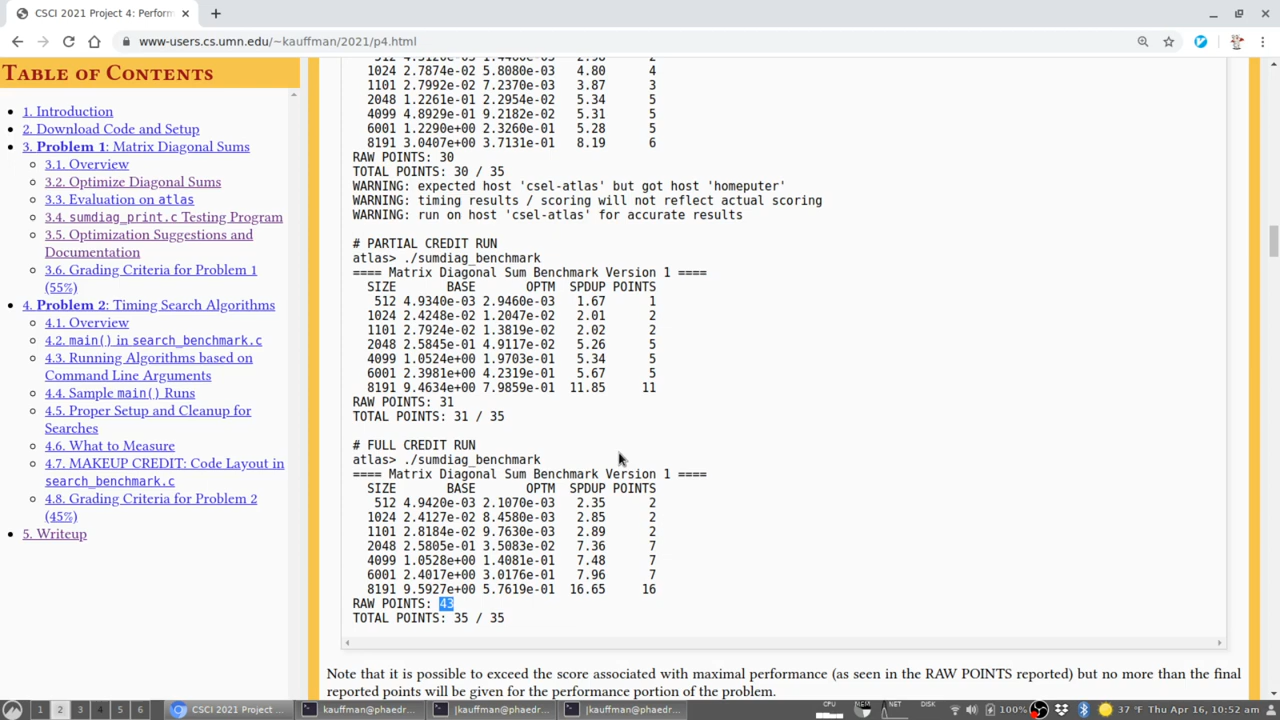 CSCI 2021 Project 4: Perform
www-users.cs.umn.edu/~kauffman/2021/p4.html
Table of Contents
1. Introduction
2. Download Code and Setup
3. Problem 1: Matrix Diagonal Sums
3.1. Overview
3.2. Optimize Diagonal Sums
3.3. Evaluation on atlas
3.4. sumdiag_print.c Testing Program
3.5. Optimization Suggestions and
Documentation
3.6. Grading Criteria for Problem 1
(55%)
4. Problem 2: Timing Search Algorithms
4.1. Overview
4.2. main() in search_benchmark.c
4.3. Running Algorithms based on
Command Line Arguments
4.4. Sample main() Runs
4.5. Proper Setup and Cleanup for
Searches
4.6. What to Measure
4.7. MAKEUP CREDIT: Code Layout in
search_benchmark.c
4.8. Grading Criteria for Problem 2
(45%)
5. Writeup
1024 2.7874e-02 5.8080e-03 4.80 4
1101 2.7992e-02 7.2370e-03 3.87 3
2048 1.2261e-01 2.2954e-02 5.34 5
4099 4.8929e-01 9.2182e-02 5.31 5
6001 1.2290e+00 2.3260e-01 5.28 5
8191 3.0407e+00 3.7131e-01 8.19 6
RAW POINTS: 30
TOTAL POINTS: 30 / 35
WARNING: expected host 'csel-atlas' but got host 'homeputer'
WARNING: timing results / scoring will not reflect actual scoring
WARNING: run on host 'csel-atlas' for accurate results
# PARTIAL CREDIT RUN
atlas> ./sumdiag_benchmark
==== Matrix Diagonal Sum Benchmark Version 1 ====
SIZE BASE OPTM SPDUP POINTS
512 4.9340e-03 2.9460e-03 1.67 1
1024 2.4248e-02 1.2047e-02 2.01 2
1101 2.7924e-02 1.3819e-02 2.02 2
2048 2.5845e-01 4.9117e-02 5.26 5
4099 1.0524e+00 1.9703e-01 5.34 5
6001 2.3981e+00 4.2319e-01 5.67 5
8191 9.4634e+00 7.9859e-01 11.85 11
RAW POINTS: 31
TOTAL POINTS: 31 / 35
# FULL CREDIT RUN
atlas> ./sumdiag_benchmark
==== Matrix Diagonal Sum Benchmark Version 1 ====
SIZE BASE OPTM SPDUP POINTS
512 4.9420e-03 2.1070e-03 2.35 2
1024 2.4127e-02 8.4580e-03 2.85 2
1101 2.8184e-02 9.7630e-03 2.89 2
2048 2.5805e-01 3.5083e-02 7.36 7
4099 1.0528e+00 1.4081e-01 7.48 7
6001 2.4017e+00 3.0176e-01 7.96 7
8191 9.5927e+00 5.7619e-01 16.65 16
RAW POINTS: 43
TOTAL POINTS: 35 / 35
Note that it is possible to exceed the score associated with maximal performance (as seen in the RAW POINTS reported) but no more than the final
reported points will be given for the performance portion of the problem.
1 2 3 4 5 6 CSCI 2021 Project ... kauffman@phaedr... |kauffman@phaedr... |kauffman@phaedr... CPU MEM NET DISK 100% 37 °F Thu Apr 16, 10:52 am